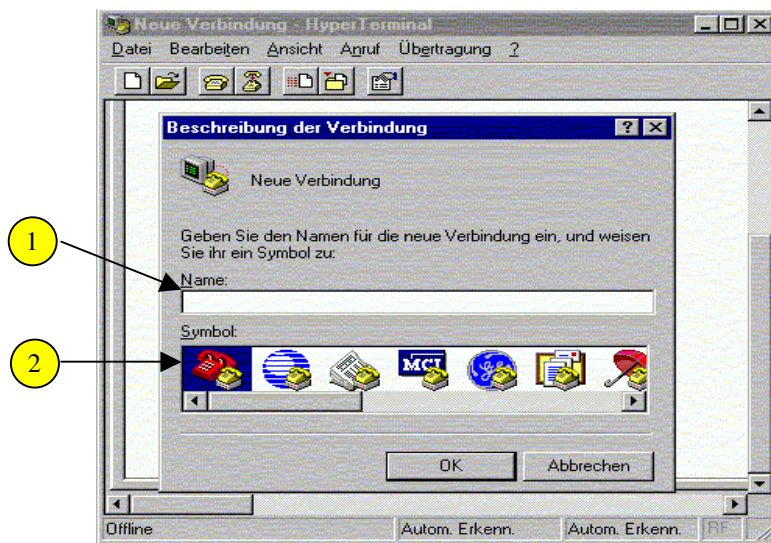 Neue Verbindung - HyperTerminal
Datei Bearbeiten Ansicht Anruf Übertragung ?
Beschreibung der Verbindung
Neue Verbindung
1
Geben Sie den Namen für die neue Verbindung ein, und weisen
Sie ihr ein Symbol zu:
Name:
Symbol:
2
MCI
OK Abbrechen
Offline Autom. Erkenn. Autom. Erkenn. RF